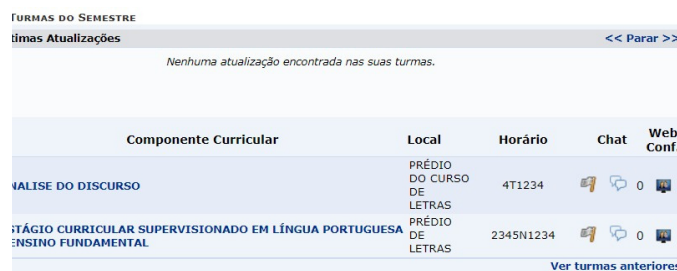 TURMAS DO SEMESTRE
timas Atualizações << Parar >>
Nenhuma atualização encontrada nas suas turmas.
Componente Curricular Local Horário Chat Web Conf.
NALISE DO DISCURSO PRÉDIO DO CURSO DE LETRAS 4T1234 0
STÁGIO CURRICULAR SUPERVISIONADO EM LÍNGUA PORTUGUESA
ENSINO FUNDAMENTAL PRÉDIO DE LETRAS 2345N1234 0
Ver turmas anteriores